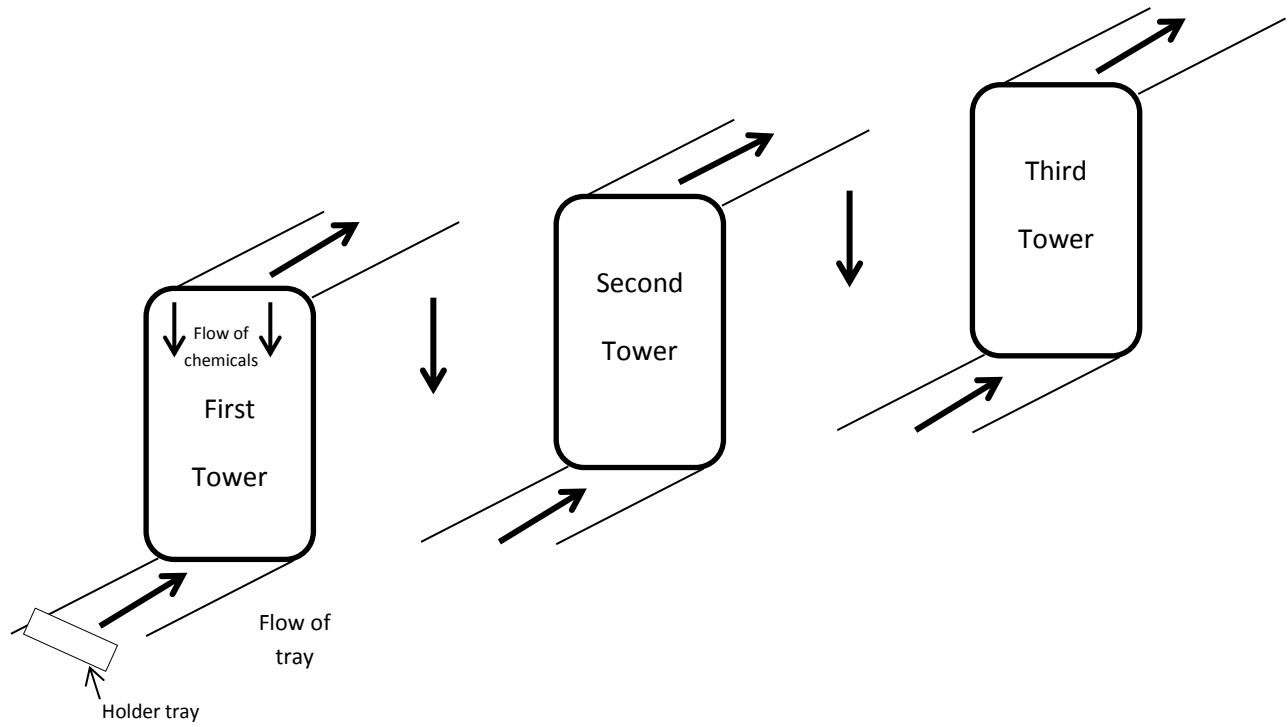 Flow of
chemicals
First
Tower
Second
Tower
Third
Tower
Flow of
tray
Holder tray